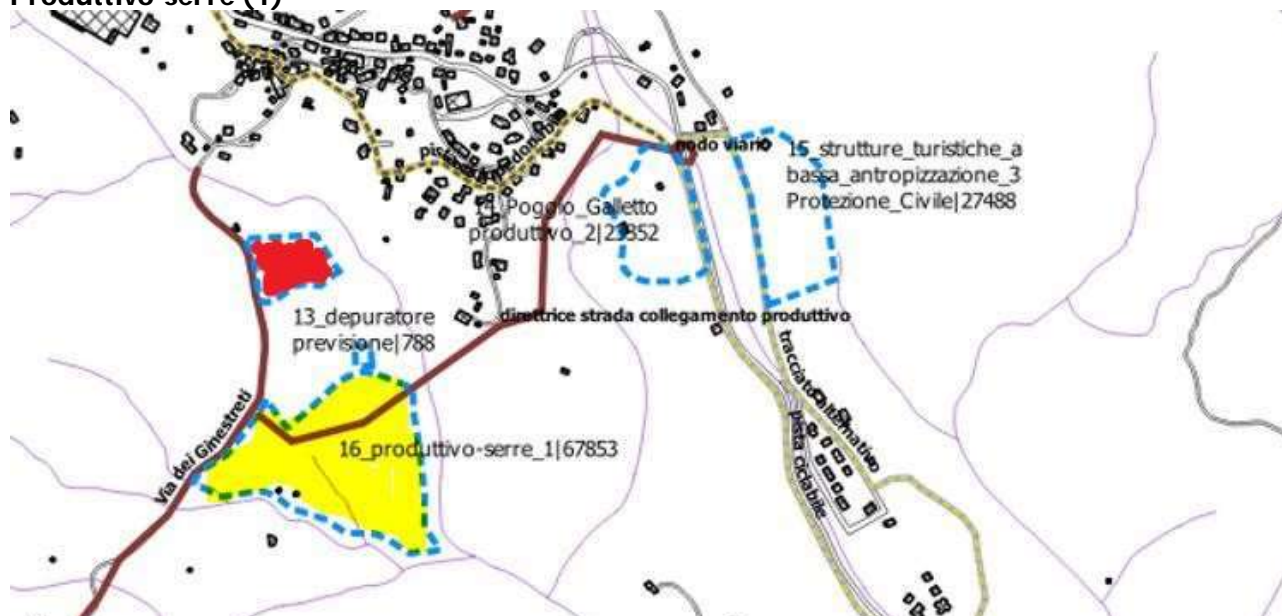 Produttivo serre (1)
nodo viario
15_strutture_turistiche_a
bassa_antropizzazione_3
Protezione_Civile|27488
Poggio_Galletto
produttivo_2|23352
13_depuratore
previsione|788
direttrice strada collegamento produttivo
tracciato alternativo
Via dei Ginestreti
16_produttivo-serre_1|67853
pista ciclabile